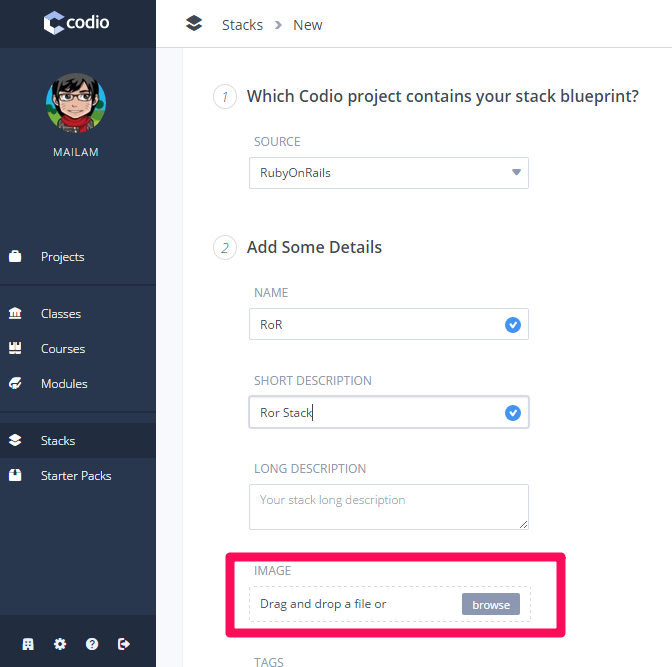 codio
MAILAM
Projects
Classes
Courses
Modules
Stacks
Starter Packs
Stacks > New
1 Which Codio project contains your stack blueprint?
SOURCE
RubyOnRails
2 Add Some Details
NAME
RoR
SHORT DESCRIPTION
Ror Stack
LONG DESCRIPTION
Your stack long description
IMAGE
Drag and drop a file or browse
TAGS